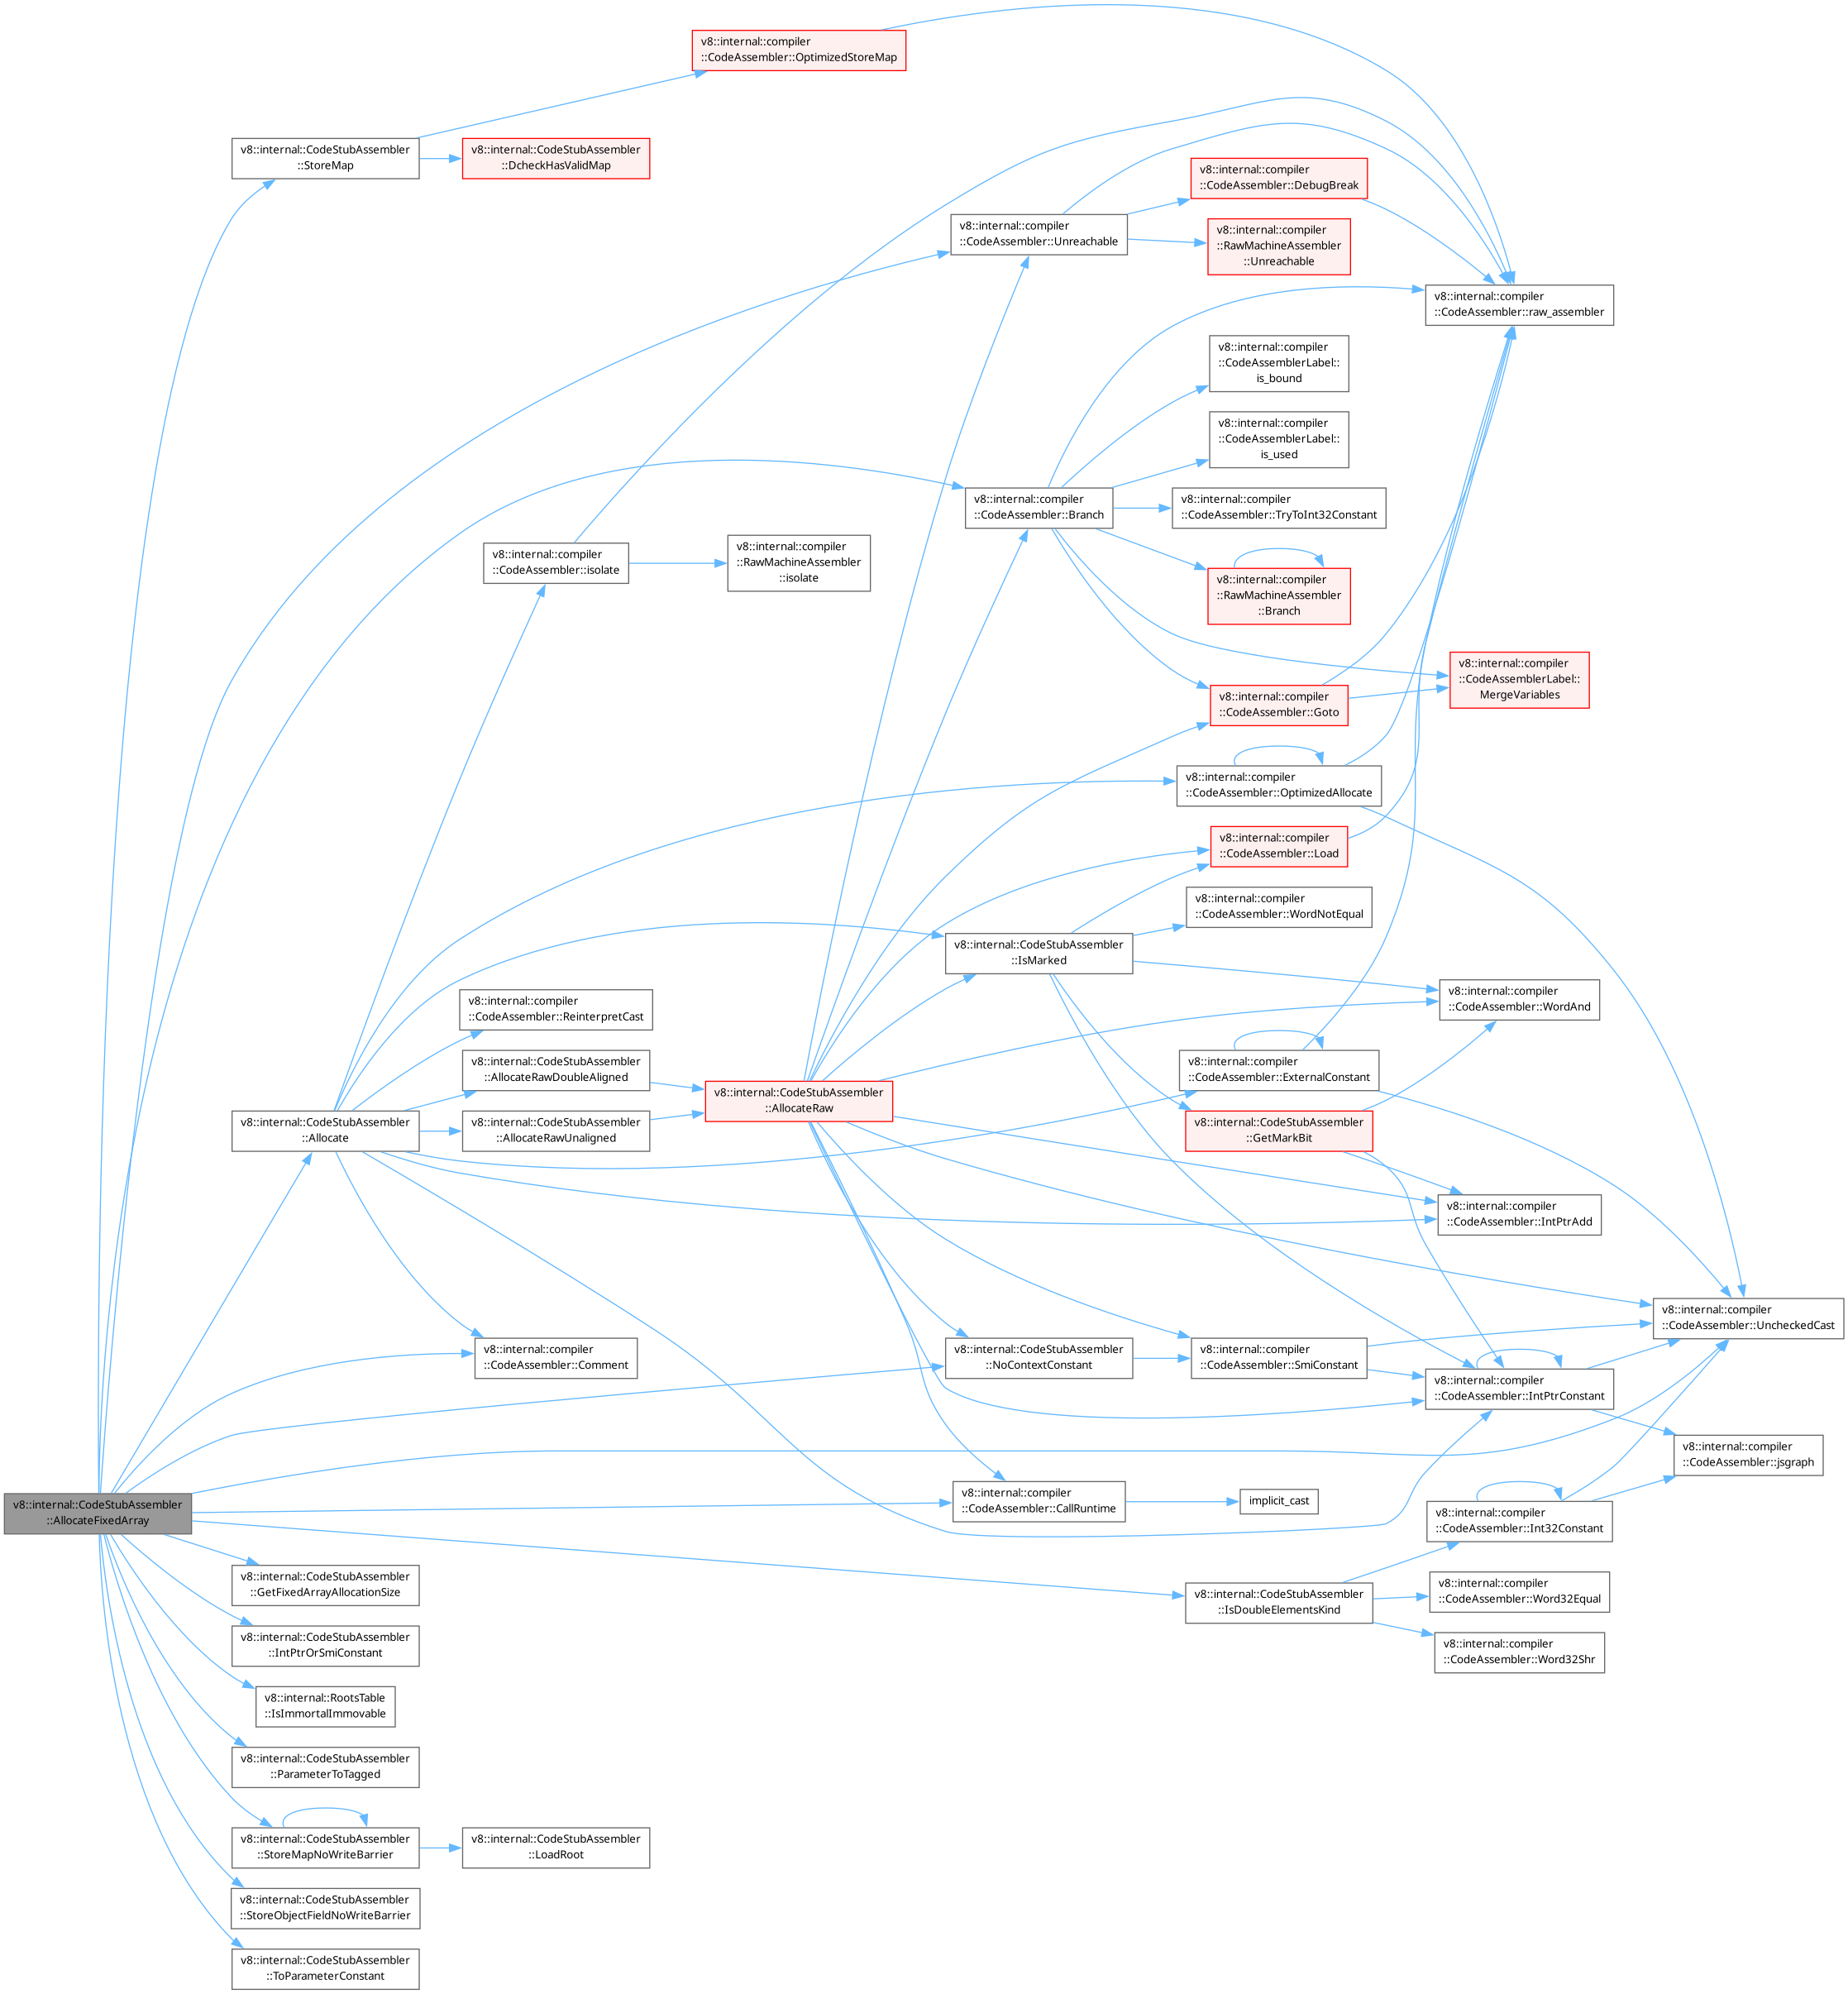 v8::internal::compiler
::CodeAssembler::OptimizedStoreMap
v8::internal::CodeStubAssembler
::StoreMap
v8::internal::CodeStubAssembler
::DcheckHasValidMap
v8::internal::compiler
::CodeAssembler::DebugBreak
v8::internal::compiler
::CodeAssembler::Unreachable
v8::internal::compiler
::RawMachineAssembler
::Unreachable
v8::internal::compiler
::CodeAssembler::raw_assembler
v8::internal::compiler
::CodeAssemblerLabel::
is_bound
v8::internal::compiler
::CodeAssemblerLabel::
is_used
v8::internal::compiler
::CodeAssembler::Branch
v8::internal::compiler
::CodeAssembler::TryToInt32Constant
v8::internal::compiler
::CodeAssembler::isolate
v8::internal::compiler
::RawMachineAssembler
::isolate
v8::internal::compiler
::RawMachineAssembler
::Branch
v8::internal::compiler
::CodeAssemblerLabel::
MergeVariables
v8::internal::compiler
::CodeAssembler::Goto
v8::internal::compiler
::CodeAssembler::OptimizedAllocate
v8::internal::compiler
::CodeAssembler::Load
v8::internal::compiler
::CodeAssembler::WordNotEqual
v8::internal::CodeStubAssembler
::IsMarked
v8::internal::compiler
::CodeAssembler::ReinterpretCast
v8::internal::compiler
::CodeAssembler::WordAnd
v8::internal::CodeStubAssembler
::AllocateRawDoubleAligned
v8::internal::compiler
::CodeAssembler::ExternalConstant
v8::internal::CodeStubAssembler
::AllocateRaw
v8::internal::CodeStubAssembler
::Allocate
v8::internal::CodeStubAssembler
::AllocateRawUnaligned
v8::internal::CodeStubAssembler
::GetMarkBit
v8::internal::compiler
::CodeAssembler::IntPtrAdd
v8::internal::compiler
::CodeAssembler::UncheckedCast
v8::internal::compiler
::CodeAssembler::Comment
v8::internal::CodeStubAssembler
::NoContextConstant
v8::internal::compiler
::CodeAssembler::SmiConstant
v8::internal::compiler
::CodeAssembler::IntPtrConstant
v8::internal::compiler
::CodeAssembler::jsgraph
v8::internal::CodeStubAssembler
::AllocateFixedArray
v8::internal::compiler
::CodeAssembler::CallRuntime
implicit_cast
v8::internal::compiler
::CodeAssembler::Int32Constant
v8::internal::CodeStubAssembler
::GetFixedArrayAllocationSize
v8::internal::CodeStubAssembler
::IsDoubleElementsKind
v8::internal::compiler
::CodeAssembler::Word32Equal
v8::internal::CodeStubAssembler
::IntPtrOrSmiConstant
v8::internal::compiler
::CodeAssembler::Word32Shr
v8::internal::RootsTable
::IsImmortalImmovable
v8::internal::CodeStubAssembler
::ParameterToTagged
v8::internal::CodeStubAssembler
::StoreMapNoWriteBarrier
v8::internal::CodeStubAssembler
::LoadRoot
v8::internal::CodeStubAssembler
::StoreObjectFieldNoWriteBarrier
v8::internal::CodeStubAssembler
::ToParameterConstant